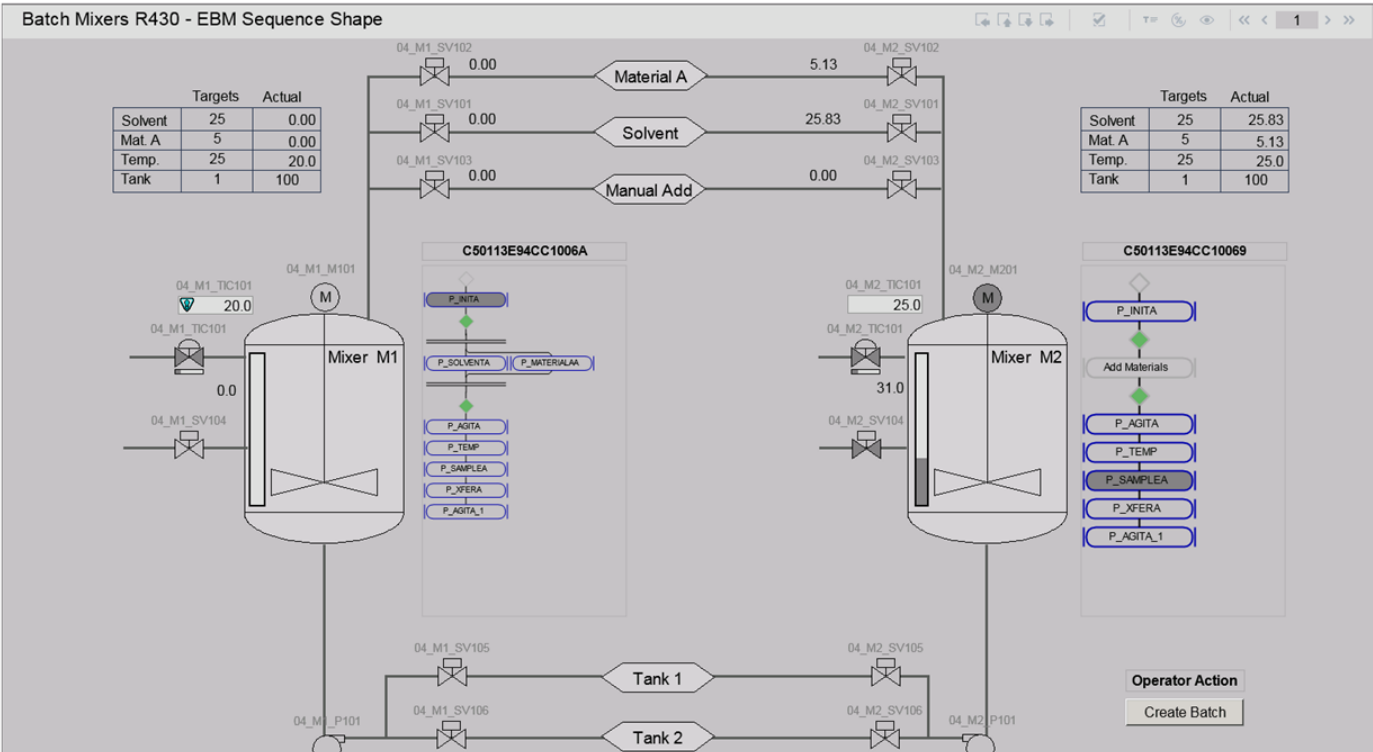 Batch Mixers R430 - EBM Sequence Shape
1
04_M1_SV102
0.00
Material A
5.13
04_M2_SV102
04_M1_SV101
0.00
Solvent
25.83
04_M2_SV101
04_M1_SV103
0.00
Manual Add
0.00
04_M2_SV103
Targets Actual
Solvent 25 0.00
Mat. A 5 0.00
Temp. 25 20.0
Tank 1 100
Targets Actual
Solvent 25 25.83
Mat. A 5 5.13
Temp. 25 25.0
Tank 1 100
04_M1_M101
M
04_M1_TIC101
20.0
04_M1_TIC101
0.0
04_M1_SV104
Mixer M1
C50113E94CC1006A
P_INITA
P_SOLVENTA P_MATERIALAA
P_AGITA
P_TEMP
P_SAMPLEA
P_XFERA
P_AGITA_1
04_M2_M201
M
04_M2_TIC101
25.0
04_M2_TIC101
31.0
04_M2_SV104
Mixer M2
C50113E94CC10069
P_INITA
Add Materials
P_AGITA
P_TEMP
P_SAMPLEA
P_XFERA
P_AGITA_1
04_M1_SV105
Tank 1
04_M2_SV105
04_M1_P101
04_M1_SV106
Tank 2
04_M2_SV106
04_M2_P101
Operator Action
Create Batch